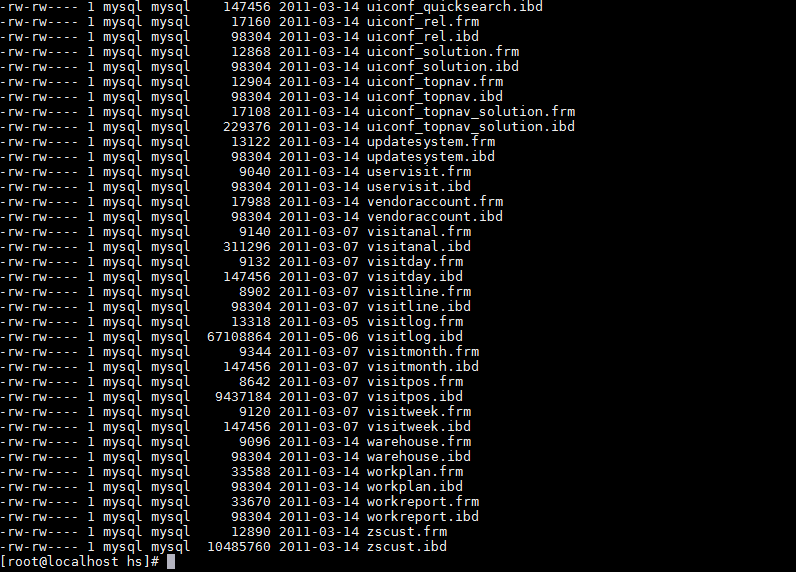 -rw-rw---- 1 mysql mysql   147456 2011-03-14 uiconf_quicksearch.ibd
-rw-rw---- 1 mysql mysql    17160 2011-03-14 uiconf_rel.frm
-rw-rw---- 1 mysql mysql    98304 2011-03-14 uiconf_rel.ibd
-rw-rw---- 1 mysql mysql    12868 2011-03-14 uiconf_solution.frm
-rw-rw---- 1 mysql mysql    98304 2011-03-14 uiconf_solution.ibd
-rw-rw---- 1 mysql mysql    12904 2011-03-14 uiconf_topnav.frm
-rw-rw---- 1 mysql mysql    98304 2011-03-14 uiconf_topnav.ibd
-rw-rw---- 1 mysql mysql    17108 2011-03-14 uiconf_topnav_solution.frm
-rw-rw---- 1 mysql mysql   229376 2011-03-14 uiconf_topnav_solution.ibd
-rw-rw---- 1 mysql mysql    13122 2011-03-14 updatesystem.frm
-rw-rw---- 1 mysql mysql    98304 2011-03-14 updatesystem.ibd
-rw-rw---- 1 mysql mysql     9040 2011-03-14 uservisit.frm
-rw-rw---- 1 mysql mysql    98304 2011-03-14 uservisit.ibd
-rw-rw---- 1 mysql mysql    17988 2011-03-14 vendoraccount.frm
-rw-rw---- 1 mysql mysql    98304 2011-03-14 vendoraccount.ibd
-rw-rw---- 1 mysql mysql     9140 2011-03-07 visitanal.frm
-rw-rw---- 1 mysql mysql   311296 2011-03-07 visitanal.ibd
-rw-rw---- 1 mysql mysql     9132 2011-03-07 visitday.frm
-rw-rw---- 1 mysql mysql   147456 2011-03-07 visitday.ibd
-rw-rw---- 1 mysql mysql     8902 2011-03-07 visitline.frm
-rw-rw---- 1 mysql mysql    98304 2011-03-07 visitline.ibd
-rw-rw---- 1 mysql mysql    13318 2011-03-05 visitlog.frm
-rw-rw---- 1 mysql mysql 67108864 2011-05-06 visitlog.ibd
-rw-rw---- 1 mysql mysql     9344 2011-03-07 visitmonth.frm
-rw-rw---- 1 mysql mysql   147456 2011-03-07 visitmonth.ibd
-rw-rw---- 1 mysql mysql     8642 2011-03-07 visitpos.frm
-rw-rw---- 1 mysql mysql  9437184 2011-03-07 visitpos.ibd
-rw-rw---- 1 mysql mysql     9120 2011-03-07 visitweek.frm
-rw-rw---- 1 mysql mysql   147456 2011-03-07 visitweek.ibd
-rw-rw---- 1 mysql mysql     9096 2011-03-14 warehouse.frm
-rw-rw---- 1 mysql mysql    98304 2011-03-14 warehouse.ibd
-rw-rw---- 1 mysql mysql    33588 2011-03-14 workplan.frm
-rw-rw---- 1 mysql mysql    98304 2011-03-14 workplan.ibd
-rw-rw---- 1 mysql mysql    33670 2011-03-14 workreport.frm
-rw-rw---- 1 mysql mysql    98304 2011-03-14 workreport.ibd
-rw-rw---- 1 mysql mysql    12890 2011-03-14 zscust.frm
-rw-rw---- 1 mysql mysql 10485760 2011-03-14 zscust.ibd
[root@localhost hs]#